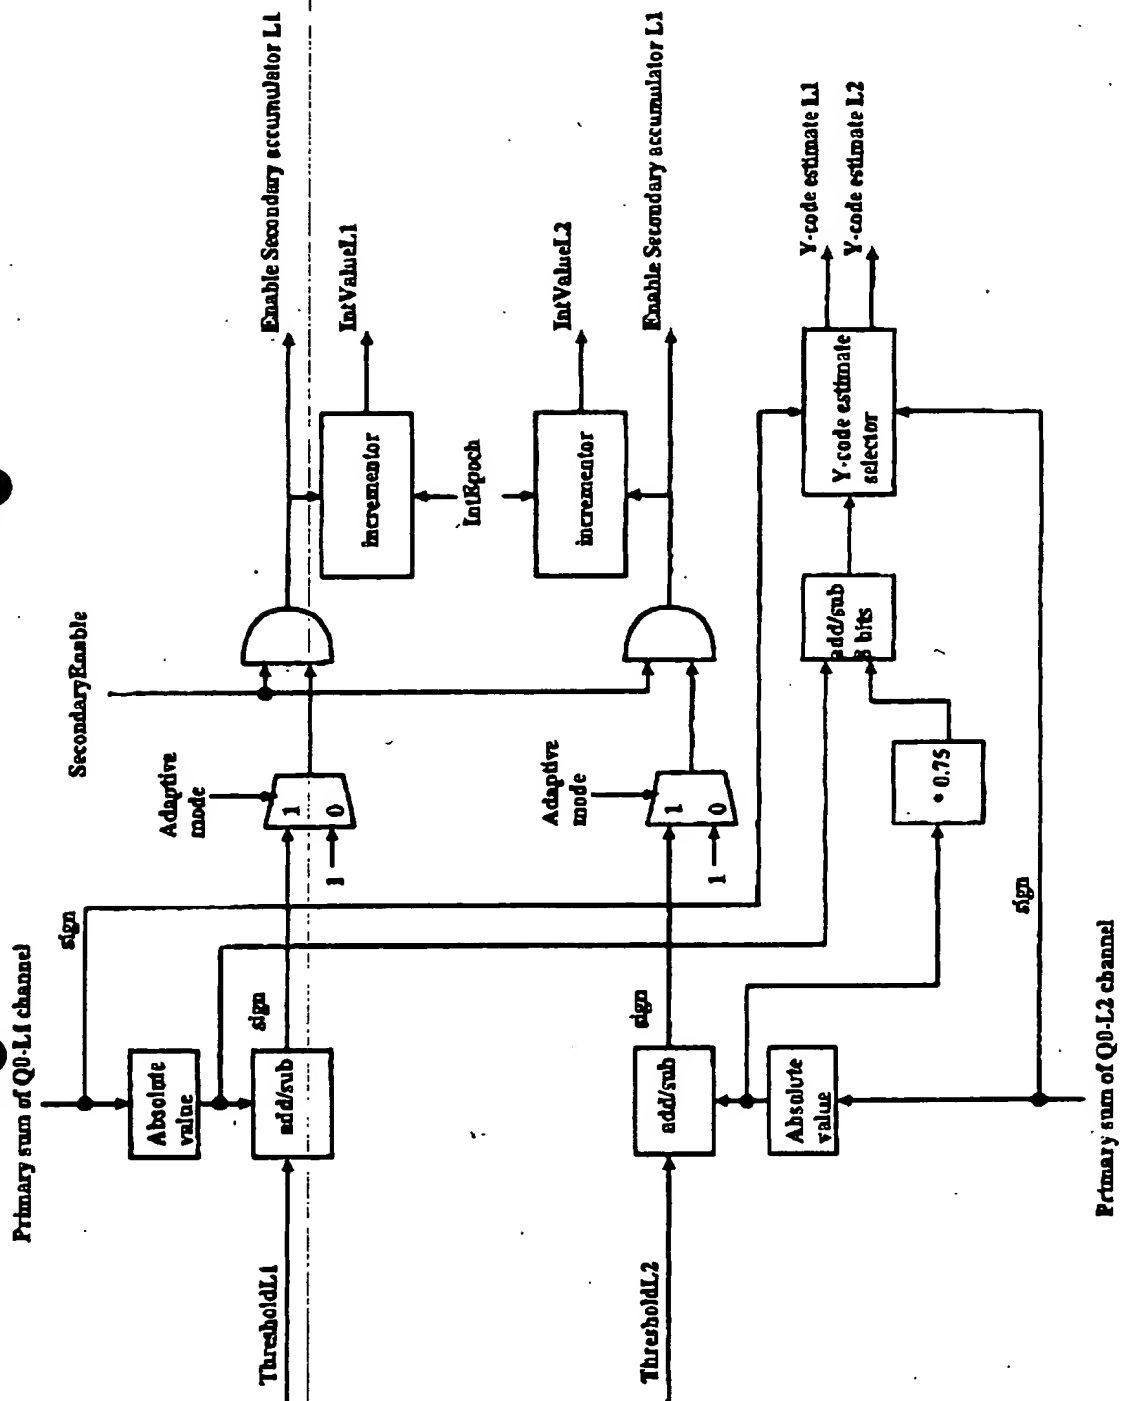 Primary sum of Q0-L1 channel
sign
Absolute
value
ThresholdL1
add/sub
sign
SecondaryEnable
Adaptive
mode
1
0
1
Enable Secondary accumulator L1
incrementor
IntValueL1
IntEpoch
incrementor
IntValueL2
ThresholdL2
add/sub
sign
Adaptive
mode
1
0
1
Enable Secondary accumulator L1
Absolute
value
* 0.75
add/sub
8 bits
Y-code estimate
selector
Y-code estimate L1
Y-code estimate L2
sign
Primary sum of Q0-L2 channel